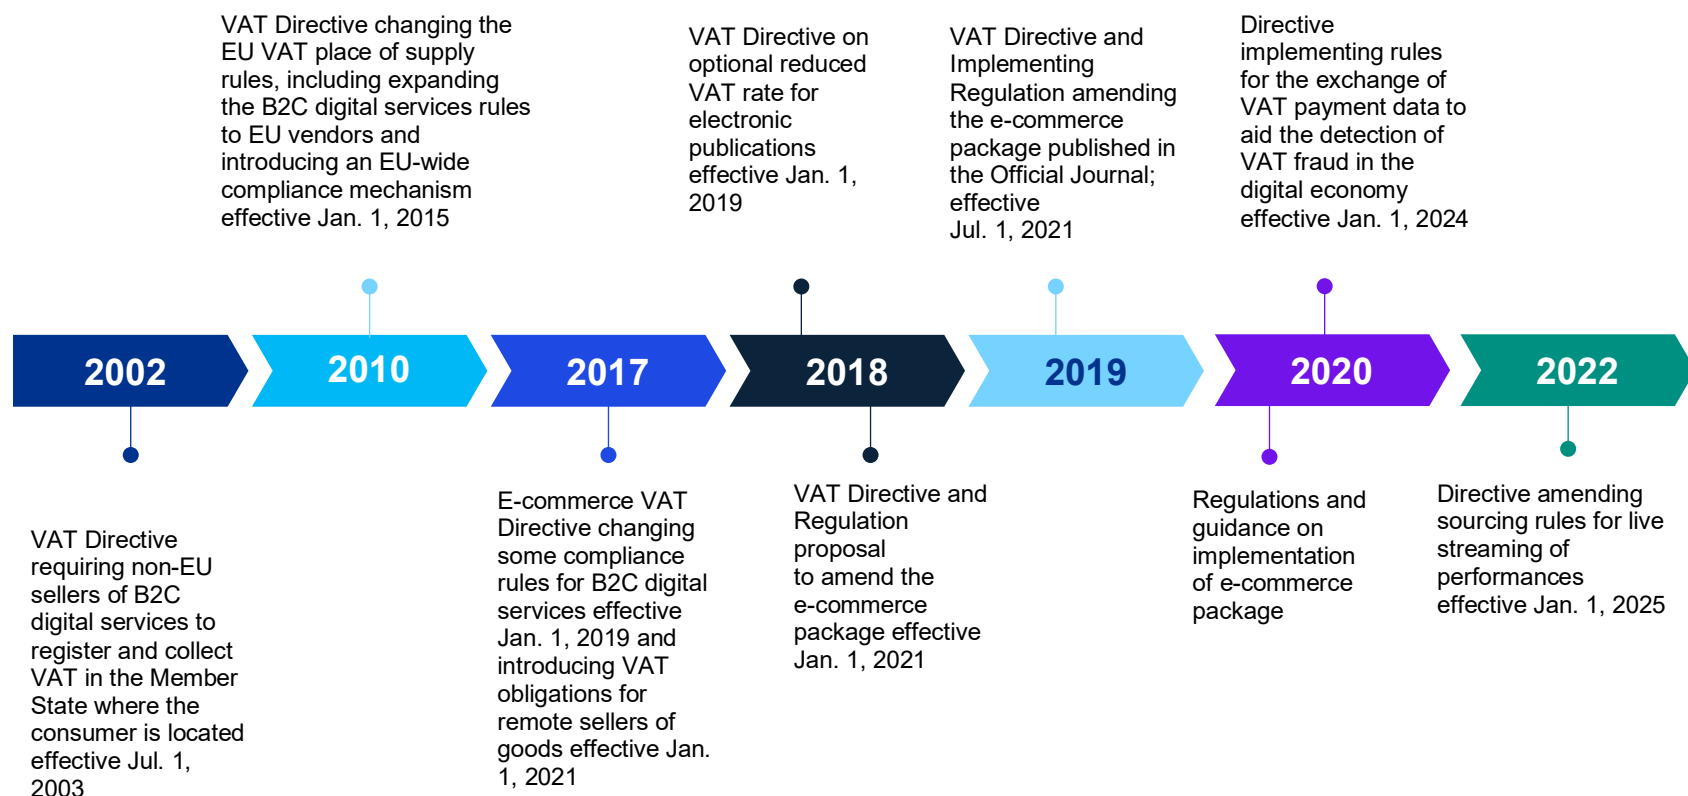 VAT Directive changing the
EU VAT place of supply
rules, including expanding
the B2C digital services rules
to EU vendors and
introducing an EU-wide
compliance mechanism
effective Jan. 1, 2015
VAT Directive on
optional reduced
VAT rate for
electronic
publications
effective Jan. 1,
2019
VAT Directive and
Implementing
Regulation amending
the e-commerce
package published in
the Official Journal;
effective
Jul. 1, 2021
Directive
implementing rules
for the exchange of
VAT payment data to
aid the detection of
VAT fraud in the
digital economy
effective Jan. 1, 2024
2002
2010
2017
2018
2019
2020
2022
VAT Directive
requiring non-EU
sellers of B2C
digital services to
register and collect
VAT in the Member
State where the
consumer is located
effective Jul. 1,
2003
E-commerce VAT
Directive changing
some compliance
rules for B2C digital
services effective
Jan. 1, 2019 and
introducing VAT
obligations for
remote sellers of
goods effective Jan.
1, 2021
VAT Directive and
Regulation
proposal
to amend the
e-commerce
package effective
Jan. 1, 2021
Regulations and
guidance on
implementation
of e-commerce
package
Directive amending
sourcing rules for live
streaming of
performances
effective Jan. 1, 2025